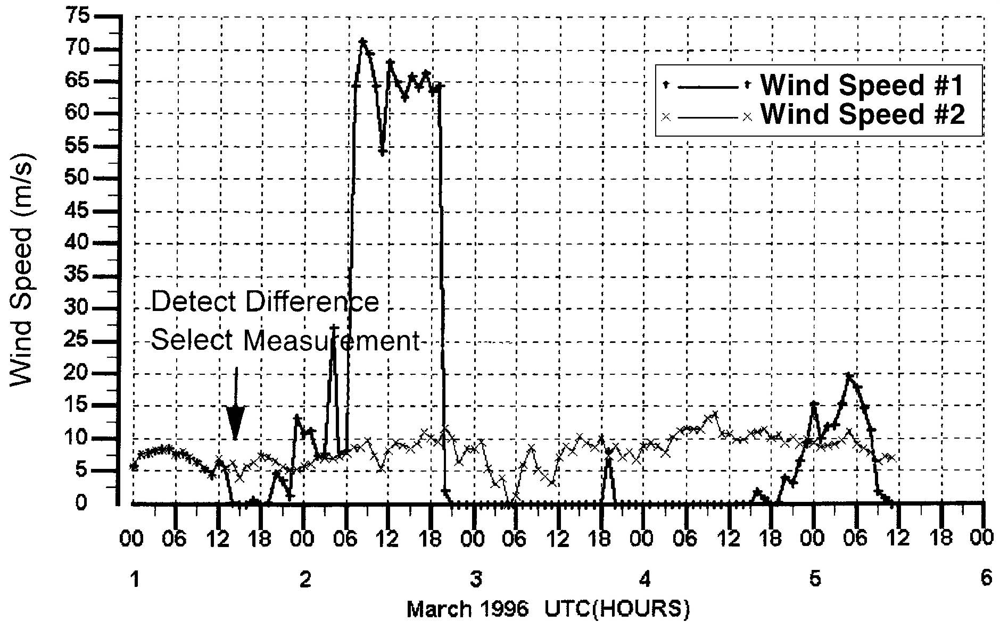 75
70
65
60
55
50
45
40
35
30
25
20
15
10
5
0
Wind Speed (m/s)
Wind Speed #1
Wind Speed #2
Detect Difference
Select Measurement
00 06 12 18 00 06 12 18 00 06 12 18 00 06 12 18 00 06 12 18 00
1 2 3 4 5 6
March 1996 UTC(HOURS)